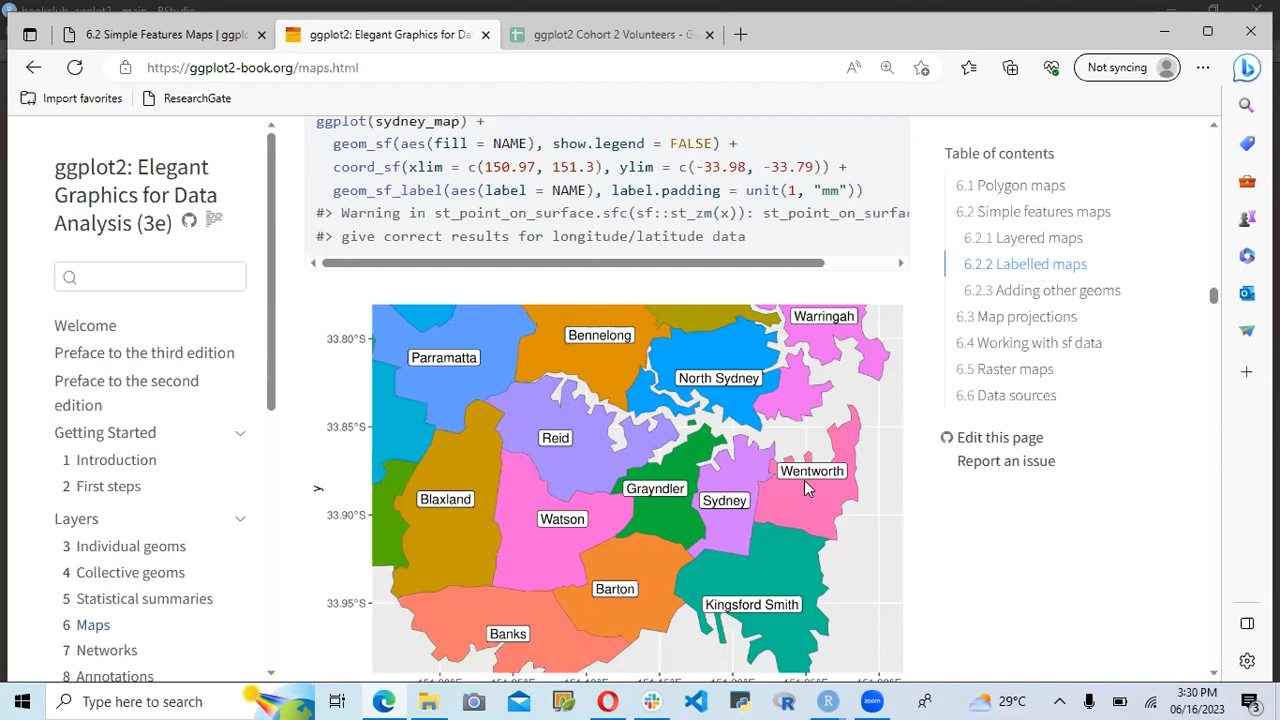 6.2 Simple Features Maps | ggplo
ggplot2: Elegant Graphics for Da
ggplot2 Cohort 2 Volunteers - G
https://ggplot2-book.org/maps.html
Not syncing
Import favorites
ResearchGate
ggplot2: Elegant
Graphics for Data
Analysis (3e)
Welcome
Preface to the third edition
Preface to the second
edition
Getting Started
1 Introduction
2 First steps
Layers
3 Individual geoms
4 Collective geoms
5 Statistical summaries
6 Maps
7 Networks
8 Annotations
ggplot(sydney_map) +
geom_sf(aes(fill = NAME), show.legend = FALSE) +
coord_sf(xlim = c(150.97, 151.3), ylim = c(-33.98, -33.79)) +
geom_sf_label(aes(label = NAME), label.padding = unit(1, "mm"))
#> Warning in st_point_on_surface.sfc(sf::st_zm(x)): st_point_on_surfac
#> give correct results for longitude/latitude data
Warringah
Bennelong
33.80°S
Parramatta
North Sydney
33.85°S
Reid
Wentworth
y
Grayndler
Blaxland
Sydney
33.90°S
Watson
Barton
33.95°S
Kingsford Smith
Banks
Table of contents
6.1 Polygon maps
6.2 Simple features maps
6.2.1 Layered maps
6.2.2 Labelled maps
6.2.3 Adding other geoms
6.3 Map projections
6.4 Working with sf data
6.5 Raster maps
6.6 Data sources
Edit this page
Report an issue
Type here to search
29°C
3:30 PM
06/16/2023
3